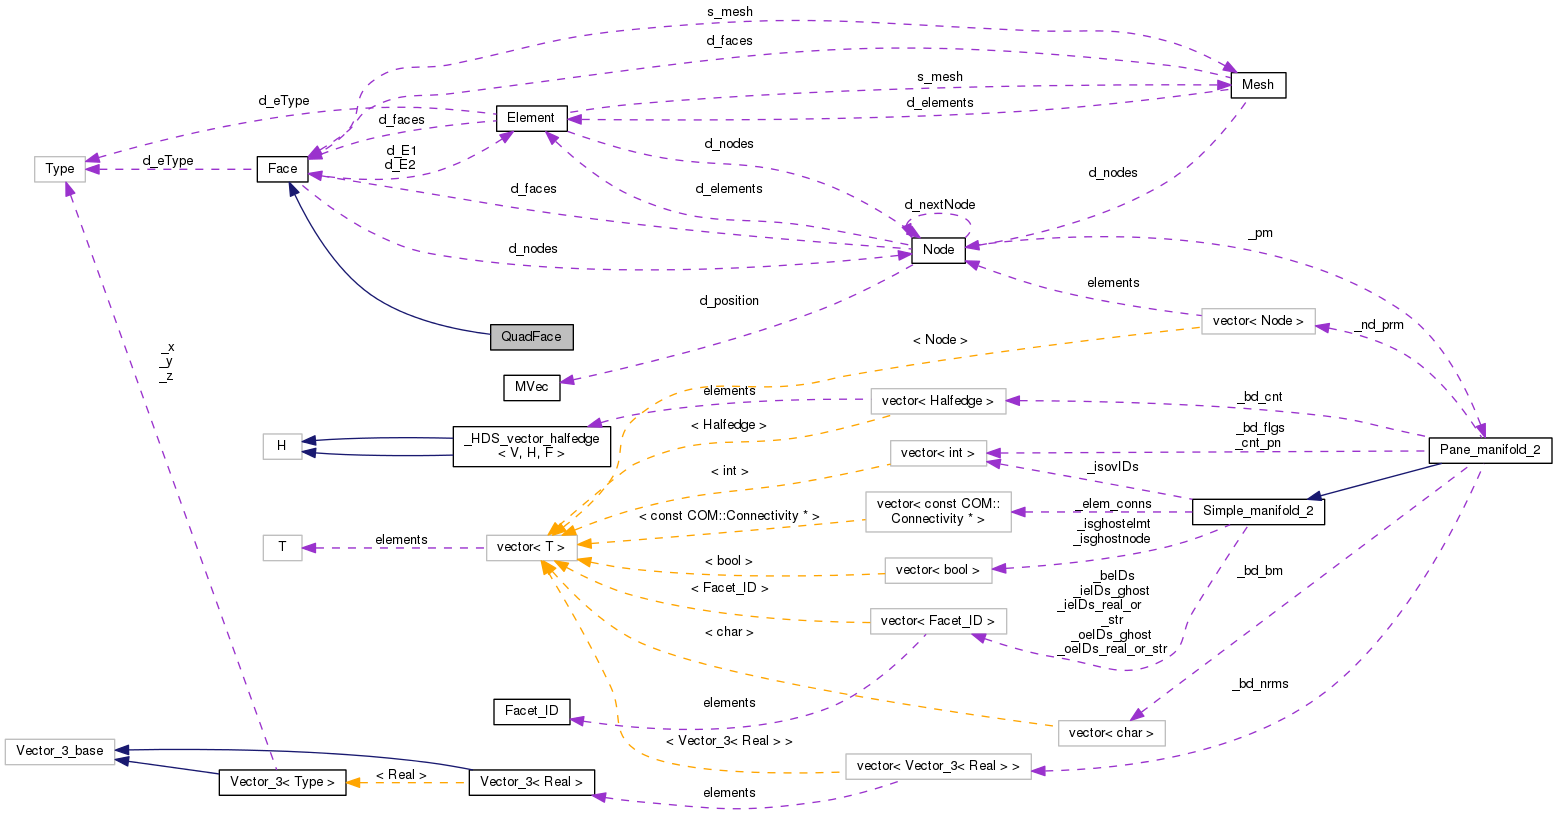 s_mesh
d_faces
Mesh
s_mesh
d_eType
d_elements
Element
d_faces
d_nodes
d_E1
d_E2
d_eType
Type
Face
d_nodes
d_faces
d_elements
d_nextNode
_pm
Node
d_nodes
elements
d_position
vector< Node >
_nd_prm
QuadFace
< Node >
_x
_y
_z
MVec
elements
vector< Halfedge >
_bd_cnt
< Halfedge >
_bd_flgs
cnt_pn
_HDS_vector_halfedge
< V, H, F >
H
Pane_manifold_2
vector< int >
_isovIDs
< int >
vector< const COM::
Connectivity * >
_elem_conns
Simple_manifold_2
< const COM::Connectivity * >
_isghostelmt
_isghostnode
elements
T
vector< T >
< bool >
vector< bool >
_bd_bm
< Facet_ID >
_beIDs
_ieIDs_ghost
_ieIDs_real_or
_str
_oeIDs_ghost
_oeIDs_real_or_str
vector< Facet_ID >
< char >
_bd_nrms
elements
Facet_ID
vector< char >
< Vector_3< Real > >
Vector_3_base
vector< Vector_3< Real > >
< Real >
Vector_3< Type >
Vector_3< Real >
elements